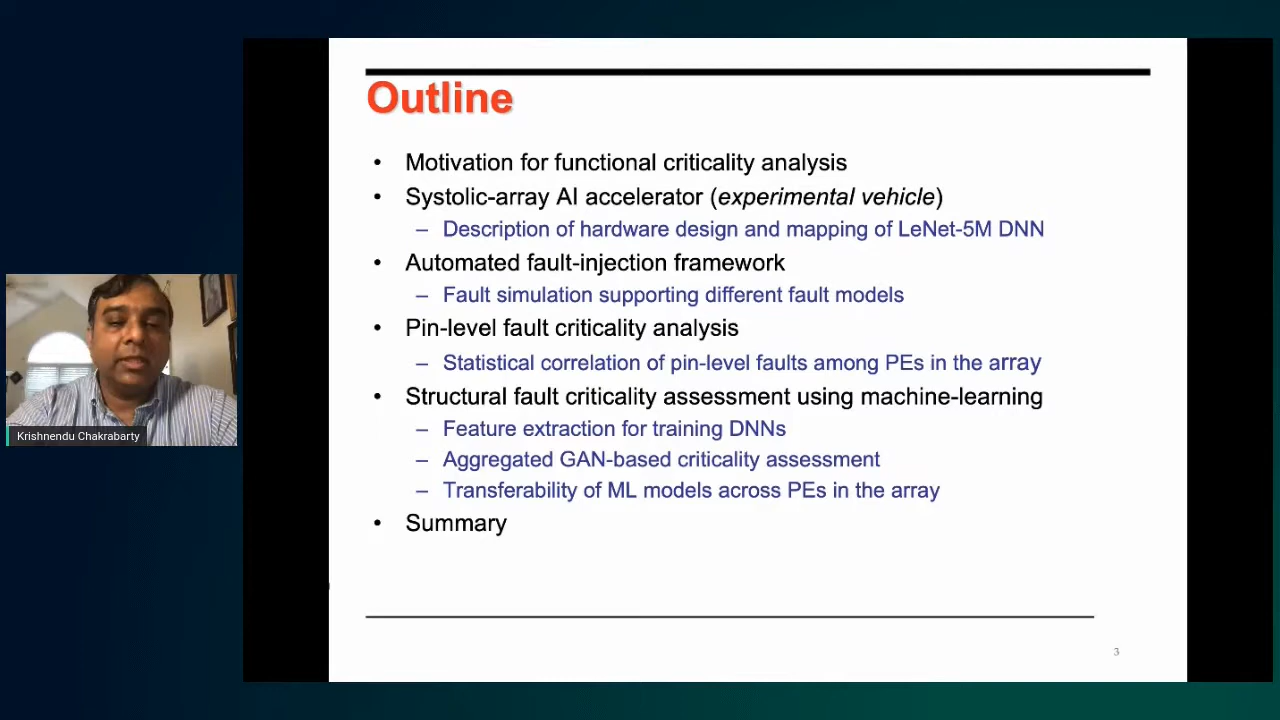 Outline
• Motivation for functional criticality analysis
• Systolic-array AI accelerator (experimental vehicle)
– Description of hardware design and mapping of LeNet-5M DNN
• Automated fault-injection framework
– Fault simulation supporting different fault models
• Pin-level fault criticality analysis
– Statistical correlation of pin-level faults among PEs in the array
• Structural fault criticality assessment using machine-learning
– Feature extraction for training DNNs
– Aggregated GAN-based criticality assessment
– Transferability of ML models across PEs in the array
• Summary
3
Krishnendu Chakrabarty